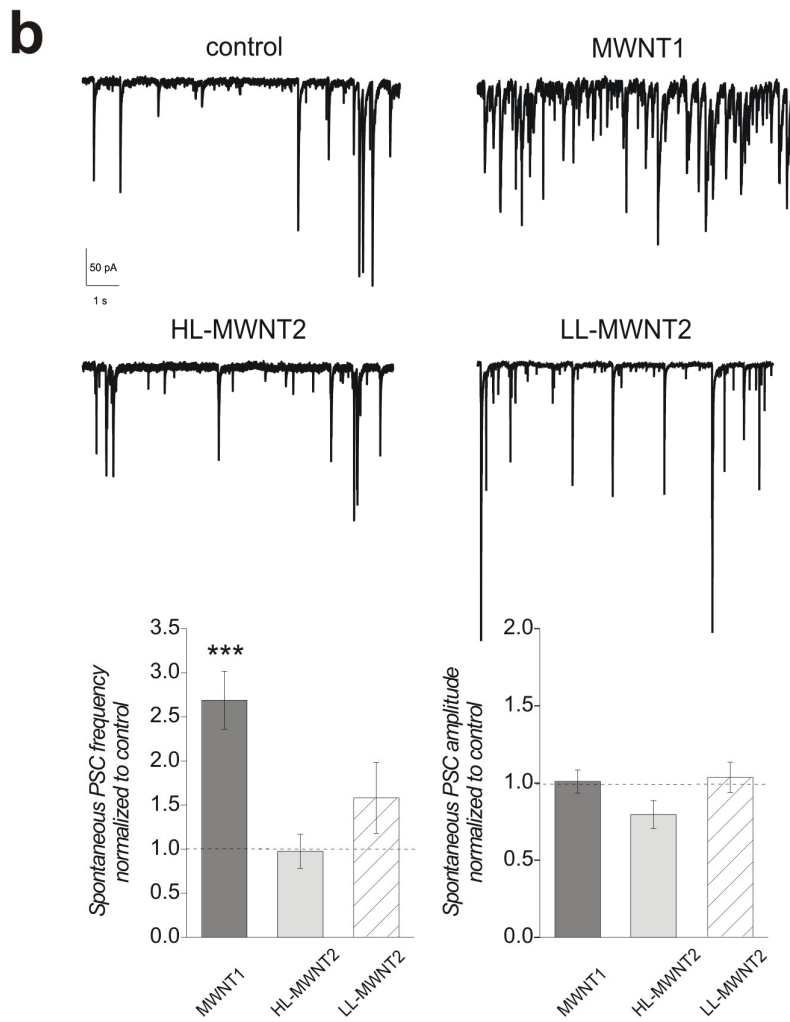 b
control
MWNT1
50 pA
1 s
HL-MWNT2
LL-MWNT2
Spontaneous PSC frequency
normalized to control
3.5
3.0
2.5
2.0
1.5
1.0
0.5
0.0
***
MWNT1
HL-MWNT2
LL-MWNT2
Spontaneous PSC amplitude
normalized to control
2.0
1.5
1.0
0.5
0.0
MWNT1
HL-MWNT2
LL-MWNT2